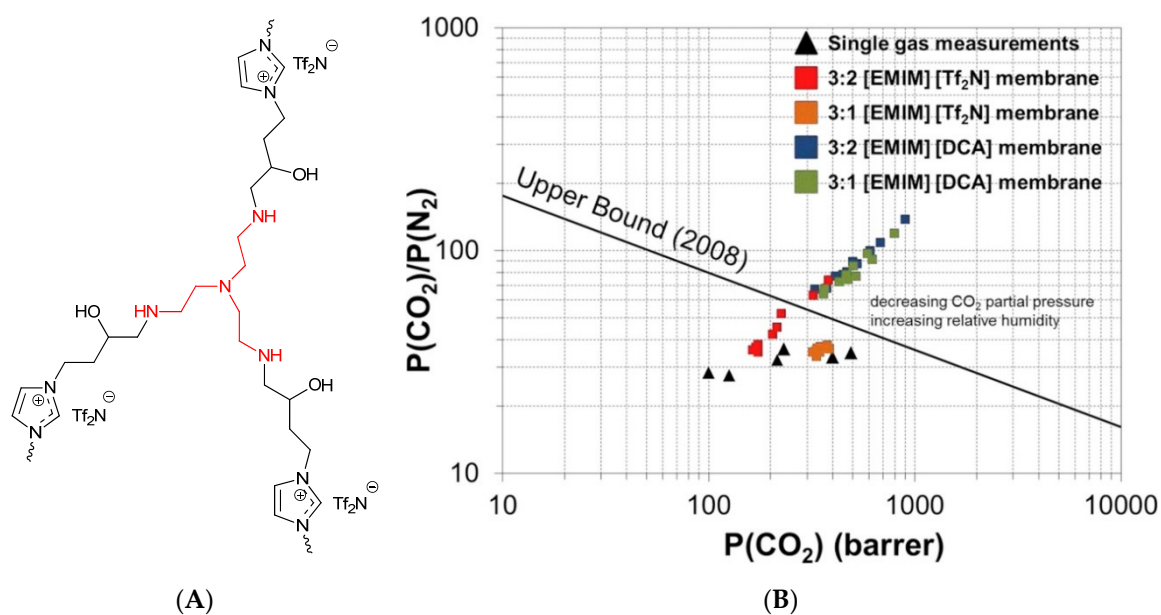 N
N
⊕
Tf₂N⊖
OH
NH
N
HO
HN
NH
OH
N
⊕
N
Tf₂N⊖
N
⊕
N
Tf₂N⊖
(A)
1000
100
10
P(CO₂)/P(N₂)
▲ Single gas measurements
3:2 [EMIM] [Tf₂N] membrane
3:1 [EMIM] [Tf₂N] membrane
3:2 [EMIM] [DCA] membrane
3:1 [EMIM] [DCA] membrane
Upper Bound (2008)
decreasing CO₂ partial pressure
increasing relative humidity
10 100 1000 10000
P(CO₂) (barrer)
(B)